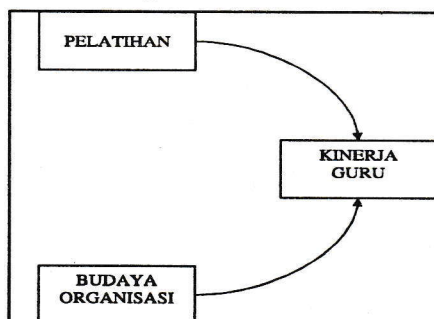 PELATIHAN
KINERJA
GURU
BUDAYA
ORGANISASI